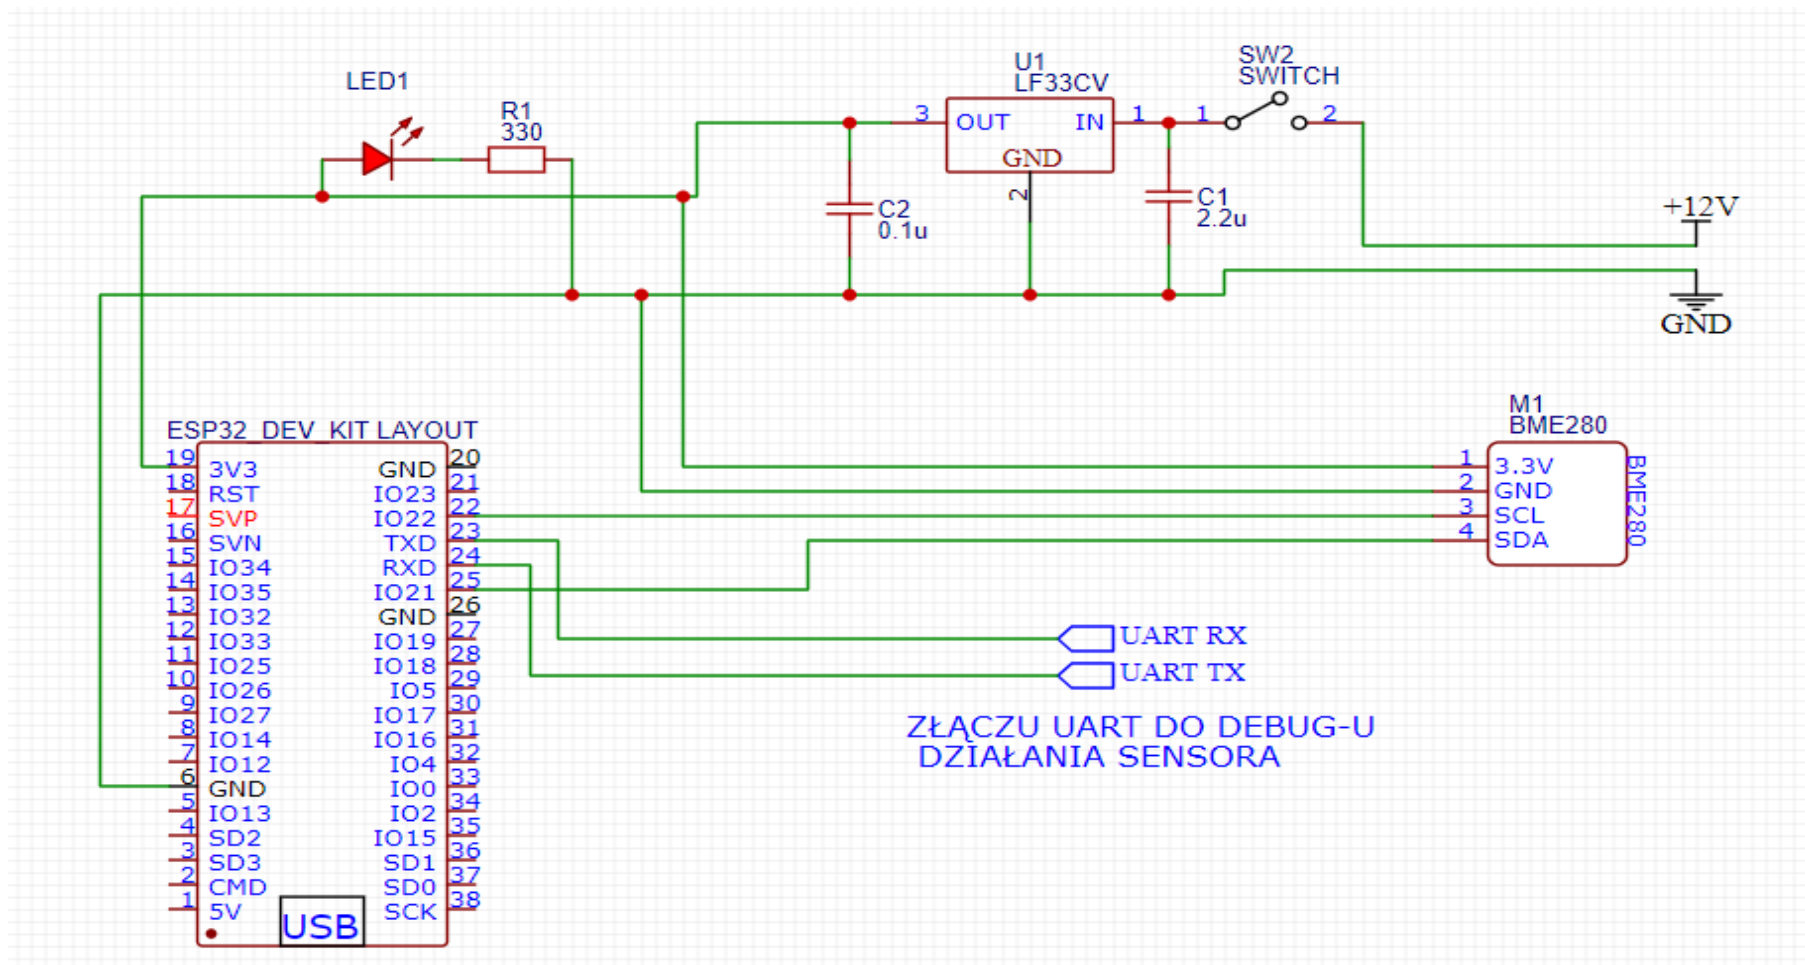 LED1
R1
330
U1
LF33CV
SW2
SWITCH
3 OUT IN 1
GND
2
1 2
C2
0.1u
C1
2.2u
+12V
GND
ESP32_DEV_KIT LAYOUT
19 3V3 GND 20
18 RST IO23 21
17 SVP IO22 22
16 SVN TXD 23
15 IO34 RXD 24
14 IO35 IO21 25
13 IO32 GND 26
12 IO33 IO19 27
11 IO25 IO18 28
10 IO26 IO5 29
9 IO27 IO17 30
8 IO14 IO16 31
7 IO12 IO4 32
6 GND IO0 33
5 IO13 IO2 34
4 SD2 IO15 35
3 SD3 SD1 36
2 CMD SD0 37
1 5V SCK 38
USB
M1
BME280
1 3.3V
2 GND
3 SCL
4 SDA
BME280
UART RX
UART TX
ZŁĄCZU UART DO DEBUG-U
DZIAŁANIA SENSORA